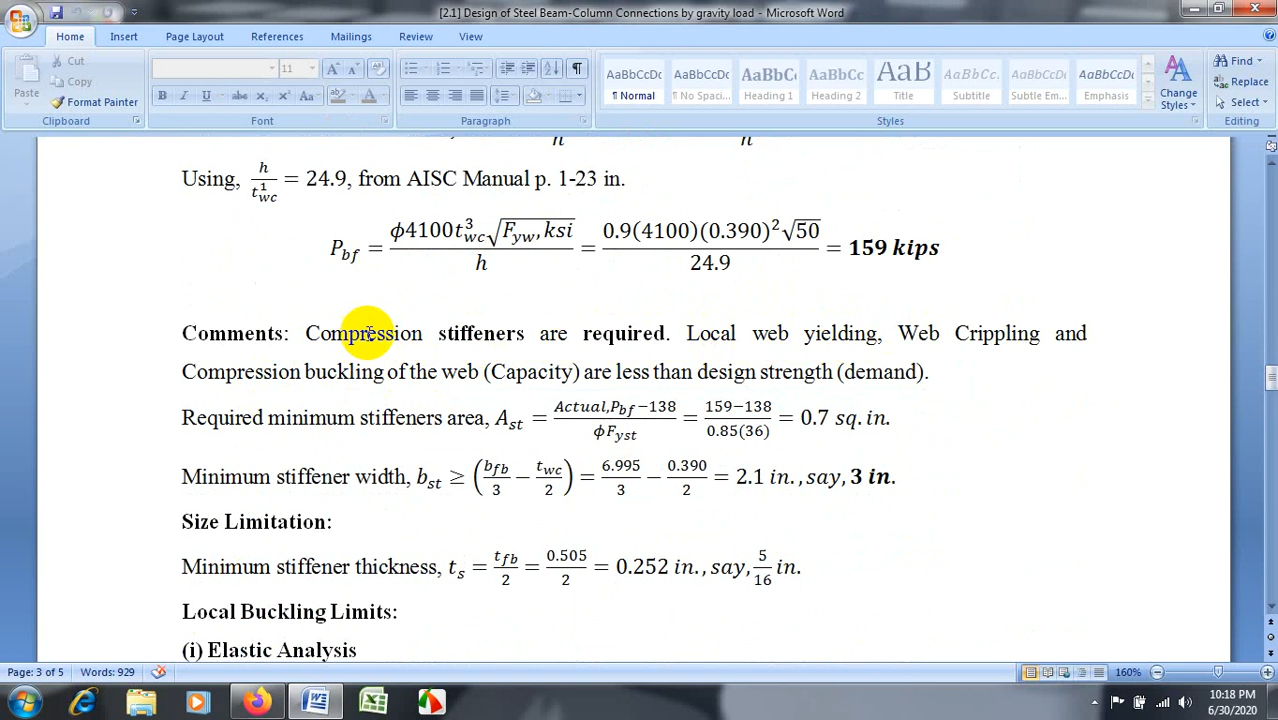 [2.1] Design of Steel Beam-Column Connections by gravity load - Microsoft Word
Home Insert Page Layout References Mailings Review View
Paste Cut Copy Format Painter
11
B I U abc x₂ x² Aa A
AaBbCcDc AaBbCcDc AaBbC AaBbCc AaB AaBbCc. AaBbCcDc AaBbCcDc
¶ Normal ¶ No Spaci... Heading 1 Heading 2 Title Subtitle Subtle Em... Emphasis
Change Styles
Find Replace Select
Clipboard Font Paragraph Styles Editing
h h
Using, h/t¹wc = 24.9, from AISC Manual p. 1-23 in.
P_bf = ϕ4100t³wc√F_yw, ksi / h = 0.9(4100)(0.390)²√50 / 24.9 = 159 kips
Comments: Compression stiffeners are required. Local web yielding, Web Crippling and
Compression buckling of the web (Capacity) are less than design strength (demand).
Required minimum stiffeners area, A_st = Actual,P_bf−138 / ϕF_yst = 159−138 / 0.85(36) = 0.7 sq. in.
Minimum stiffener width, b_st ≥ (b_fb/3 − t_wc/2) = 6.995/3 − 0.390/2 = 2.1 in., say, 3 in.
Size Limitation:
Minimum stiffener thickness, t_s = t_fb/2 = 0.505/2 = 0.252 in., say, 5/16 in.
Local Buckling Limits:
(i) Elastic Analysis
Page: 3 of 5 Words: 929 160%
10:18 PM
6/30/2020